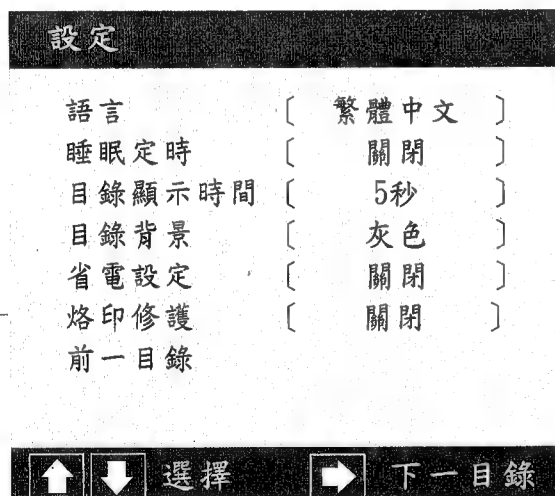 設定
語言 〔 繁體中文 〕
睡眠定時 〔 關閉 〕
目錄顯示時間 〔 5秒 〕
目錄背景 〔 灰色 〕
省電設定 〔 關閉 〕
烙印修護 〔 關閉 〕
前一目錄
選擇 下一目錄